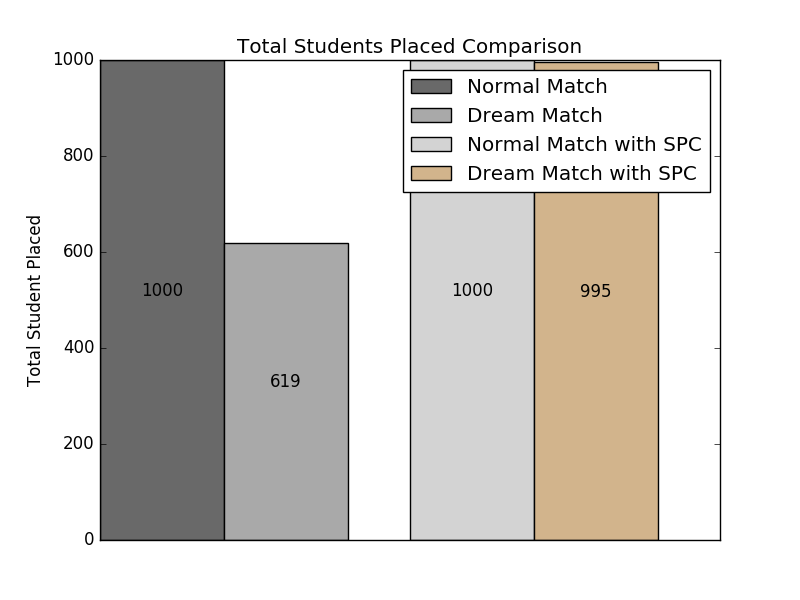 Total Students Placed Comparison
Total Student Placed
1000
800
600
400
200
0
Normal Match
Dream Match
Normal Match with SPC
Dream Match with SPC
1000
619
1000
995